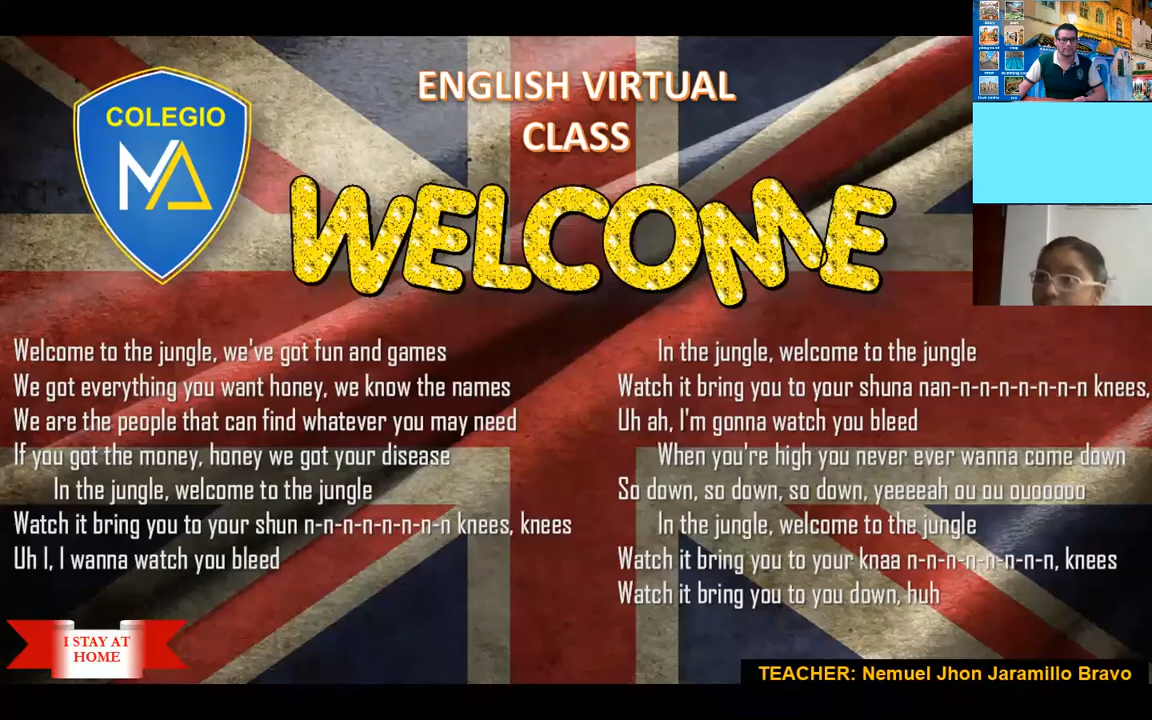 ENGLISH VIRTUAL
CLASS
COLEGIO
MA
WELCOME
Welcome to the jungle, we've got fun and games
We got everything you want honey, we know the names
We are the people that can find whatever you may need
If you got the money, honey we got your disease
In the jungle, welcome to the jungle
Watch it bring you to your shun n-n-n-n-n-n-n-n knees, knees
Uh I, I wanna watch you bleed
In the jungle, welcome to the jungle
Watch it bring you to your shuna nan-n-n-n-n-n-n-n knees,
Uh ah, I'm gonna watch you bleed
When you're high you never ever wanna come down
So down, so down, so down, yeeeeah ou ou ouooooo
In the jungle, welcome to the jungle
Watch it bring you to your knaa n-n-n-n-n-n-n-n, knees
Watch it bring you to you down, huh
I STAY AT
HOME
TEACHER: Nemuel Jhon Jaramillo Bravo